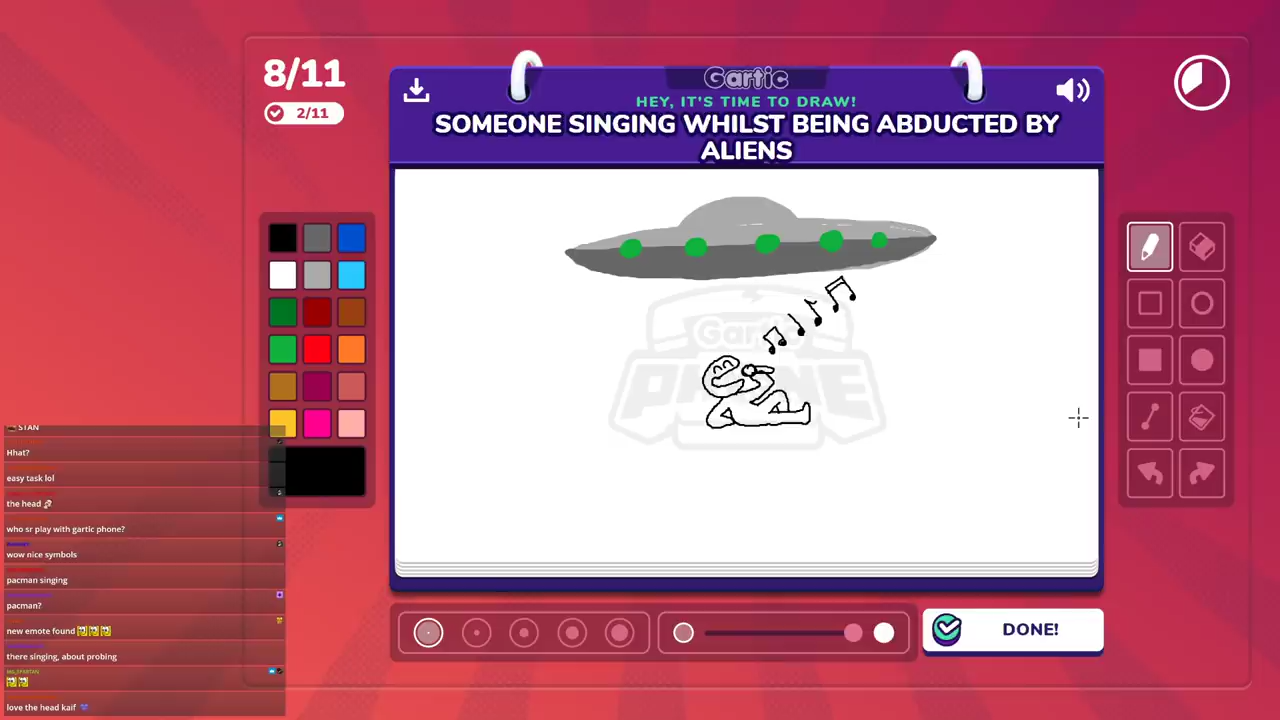 8/11
2/11
Gartic
HEY, IT'S TIME TO DRAW!
SOMEONE SINGING WHILST BEING ABDUCTED BY
ALIENS
Gartic
PHONE
STAN
Hhat?
easy task lol
the head
who sr play with gartic phone?
wow nice symbols
pacman singing
pacman?
new emote found
there singing, about probing
love the head kaif
DONE!